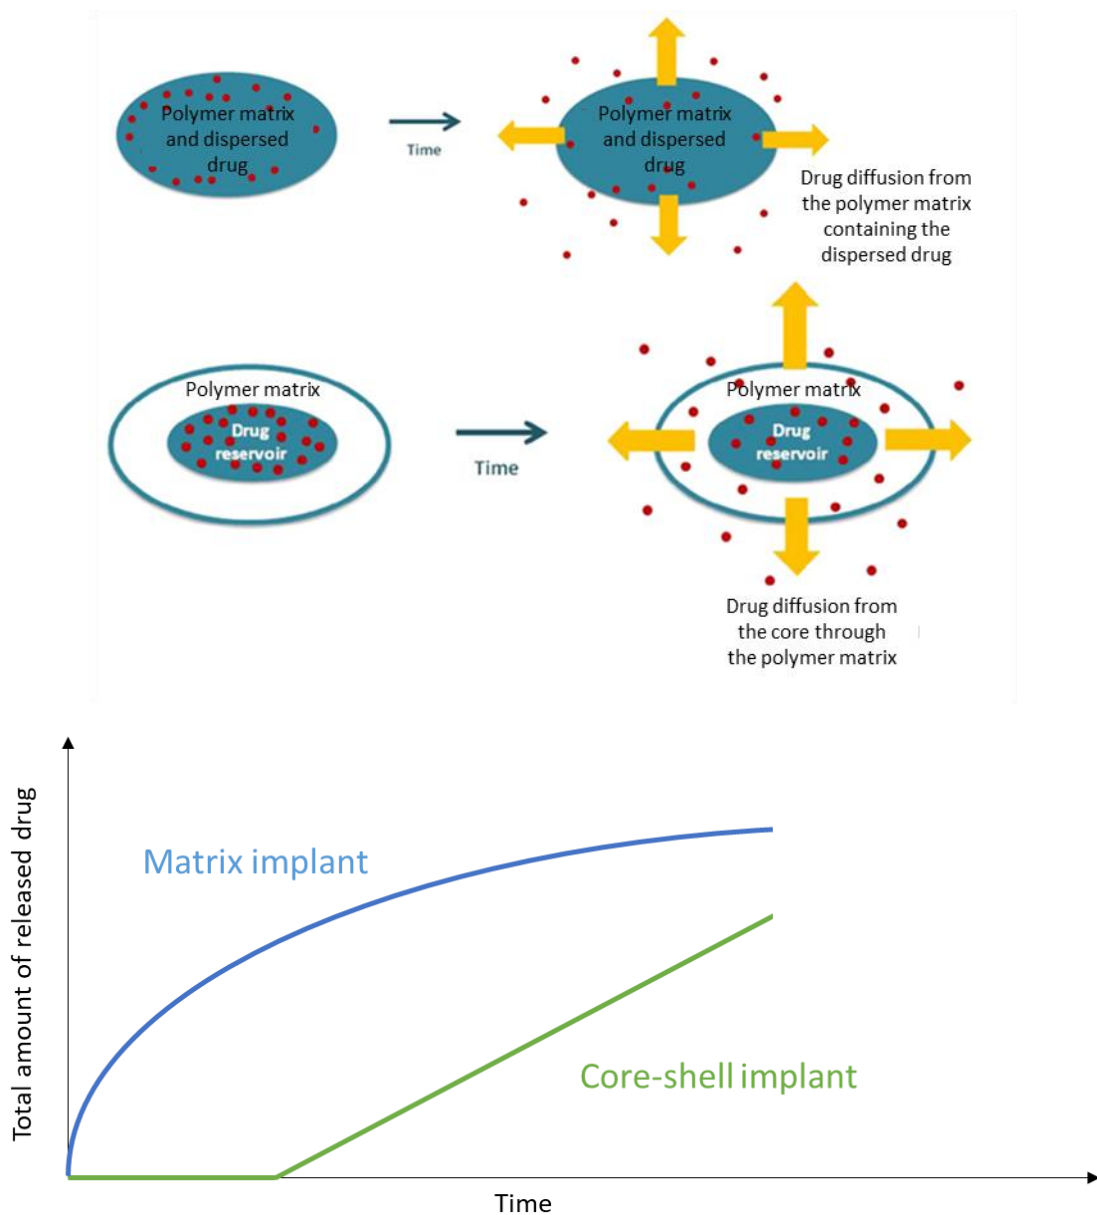 Polymer matrix
and dispersed
drug
Time
Polymer matrix
and dispersed
drug
Drug diffusion from
the polymer matrix
containing the
dispersed drug
Polymer matrix
Drug
reservoir
Time
Polymer matrix
Drug
reservoir
Drug diffusion from
the core through
the polymer matrix
Total amount of released drug
Matrix implant
Core-shell implant
Time